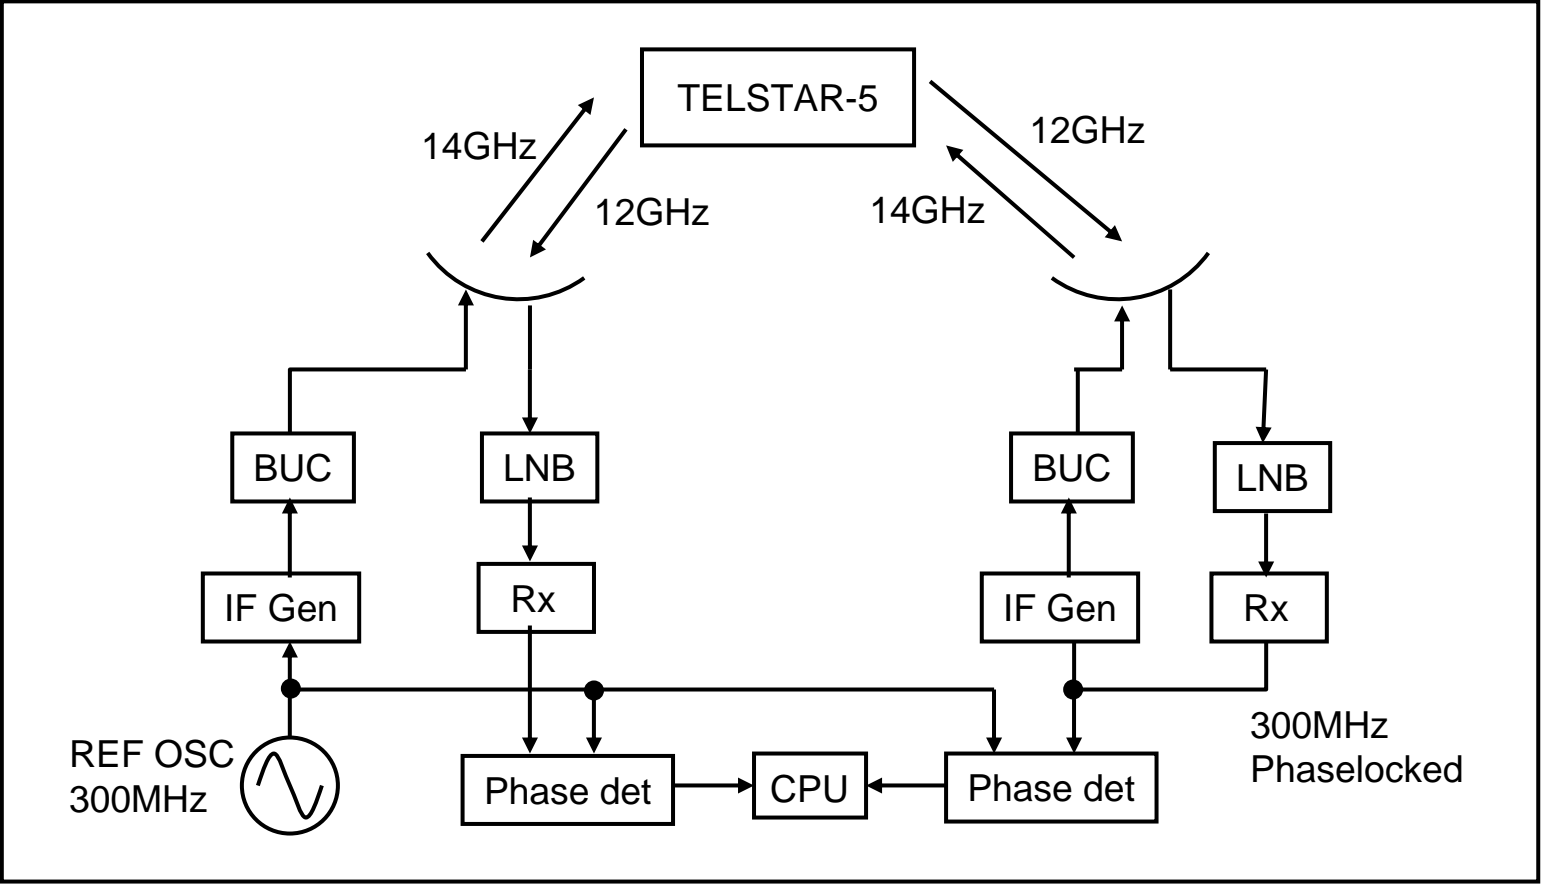 TELSTAR-5
14GHz
12GHz
12GHz
14GHz
BUC
LNB
BUC
LNB
IF Gen
Rx
IF Gen
Rx
REF OSC
300MHz
Phase det
CPU
Phase det
300MHz
Phaselocked